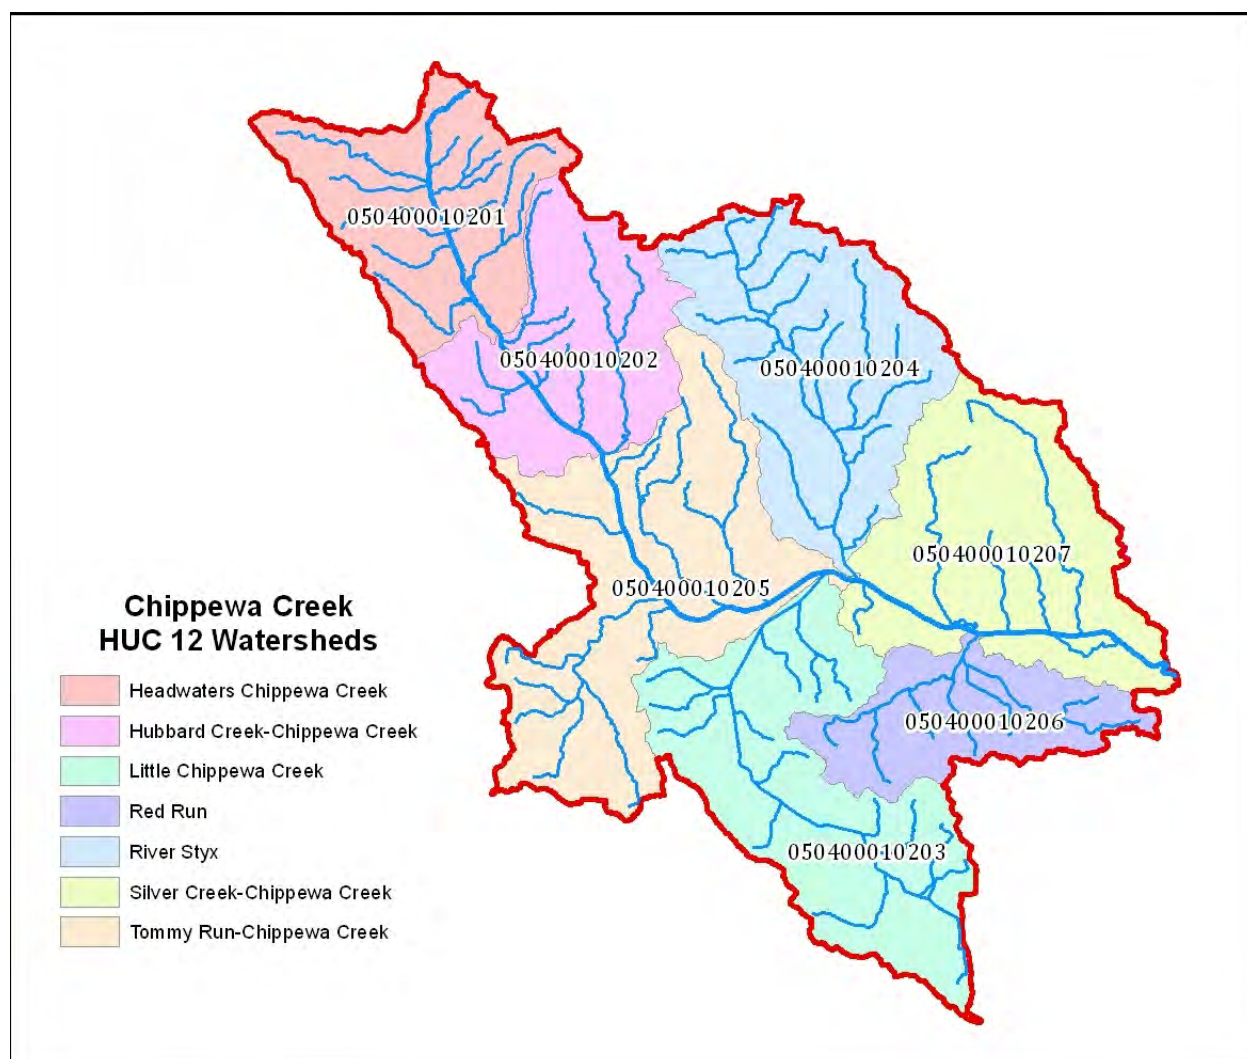 050400010201
050400010202
050400010204
050400010207
050400010205
050400010206
050400010203
Chippewa Creek
HUC 12 Watersheds
Headwaters Chippewa Creek
Hubbard Creek-Chippewa Creek
Little Chippewa Creek
Red Run
River Styx
Silver Creek-Chippewa Creek
Tommy Run-Chippewa Creek